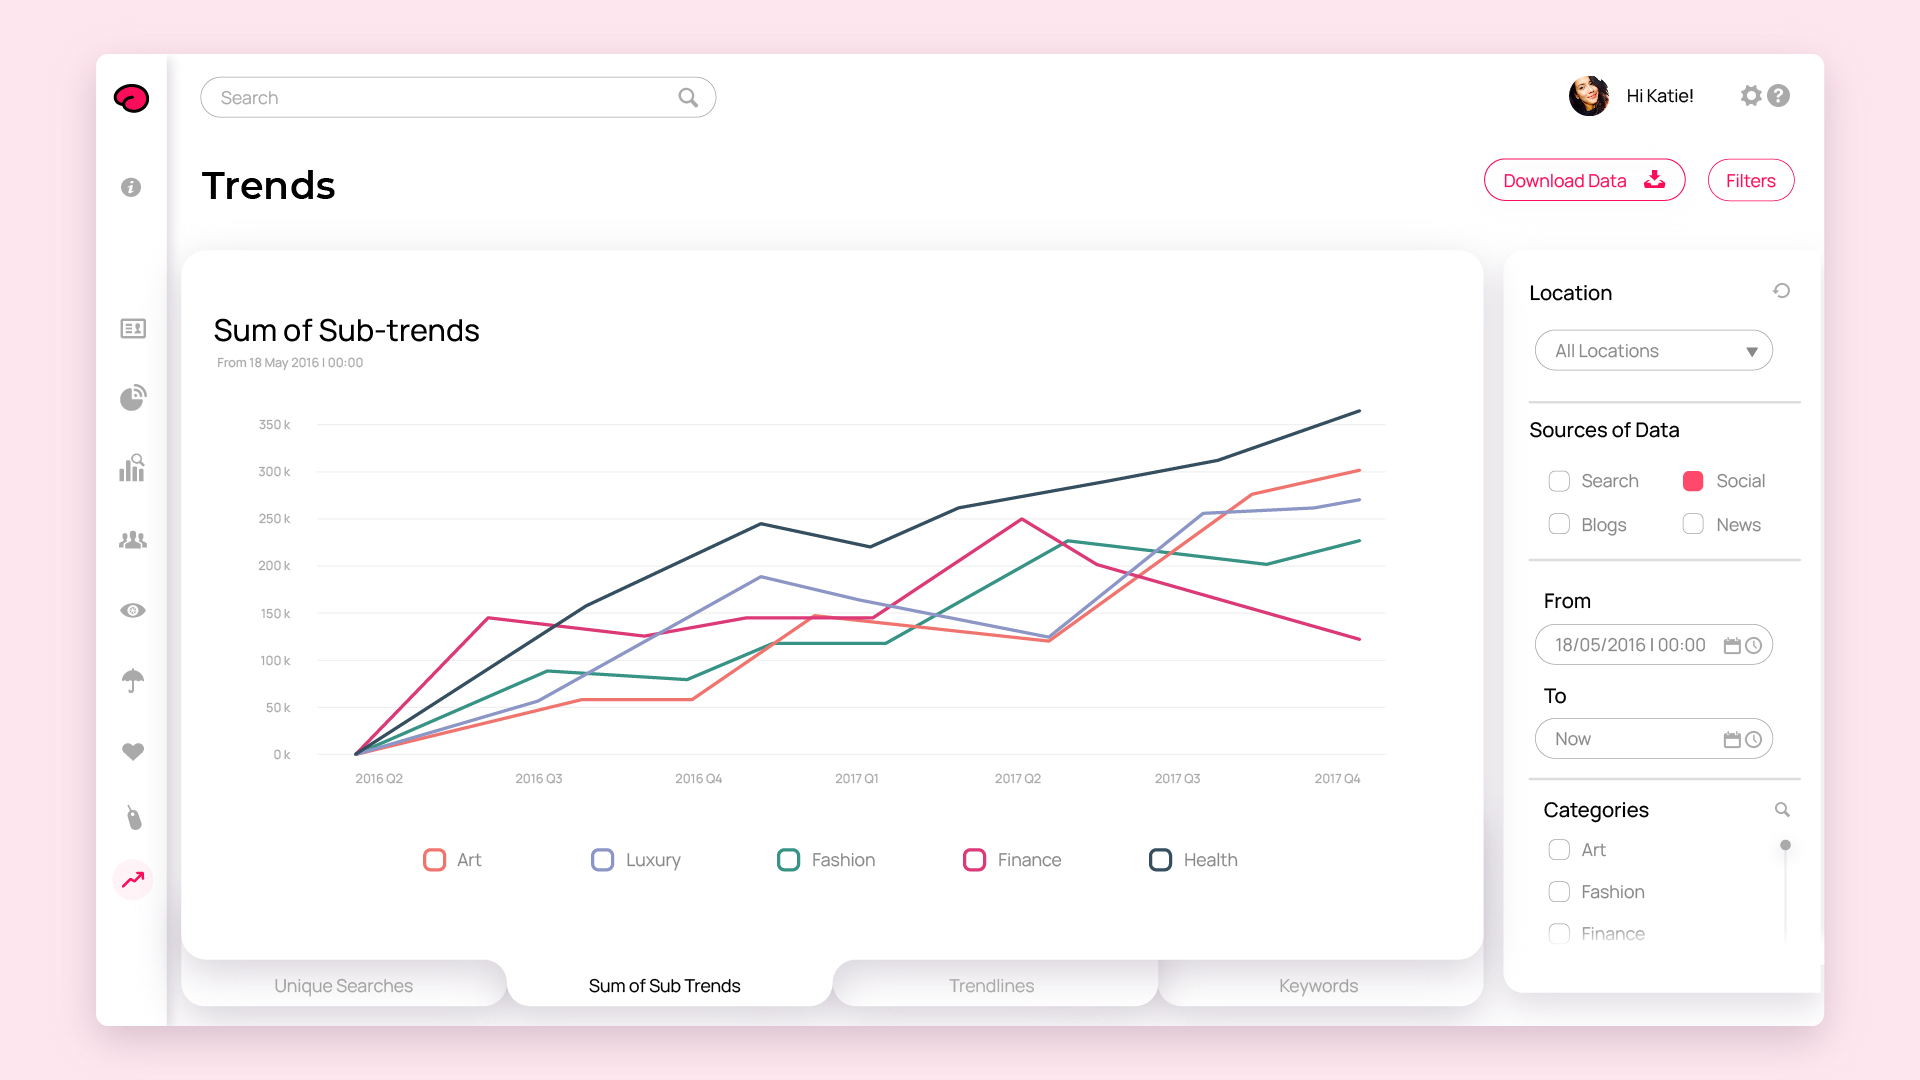 Search
Hi Katie!
Trends
Download Data
Filters
Sum of Sub-trends
From 18 May 2016 | 00:00
350 k
300 k
250 k
200 k
150 k
100 k
50 k
0 k
2016 Q2 2016 Q3 2016 Q4 2017 Q1 2017 Q2 2017 Q3 2017 Q4
Art Luxury Fashion Finance Health
Unique Searches
Sum of Sub Trends
Trendlines
Keywords
Location
All Locations
Sources of Data
Search Social
Blogs News
From
18/05/2016 | 00:00
To
Now
Categories
Art
Fashion
Finance